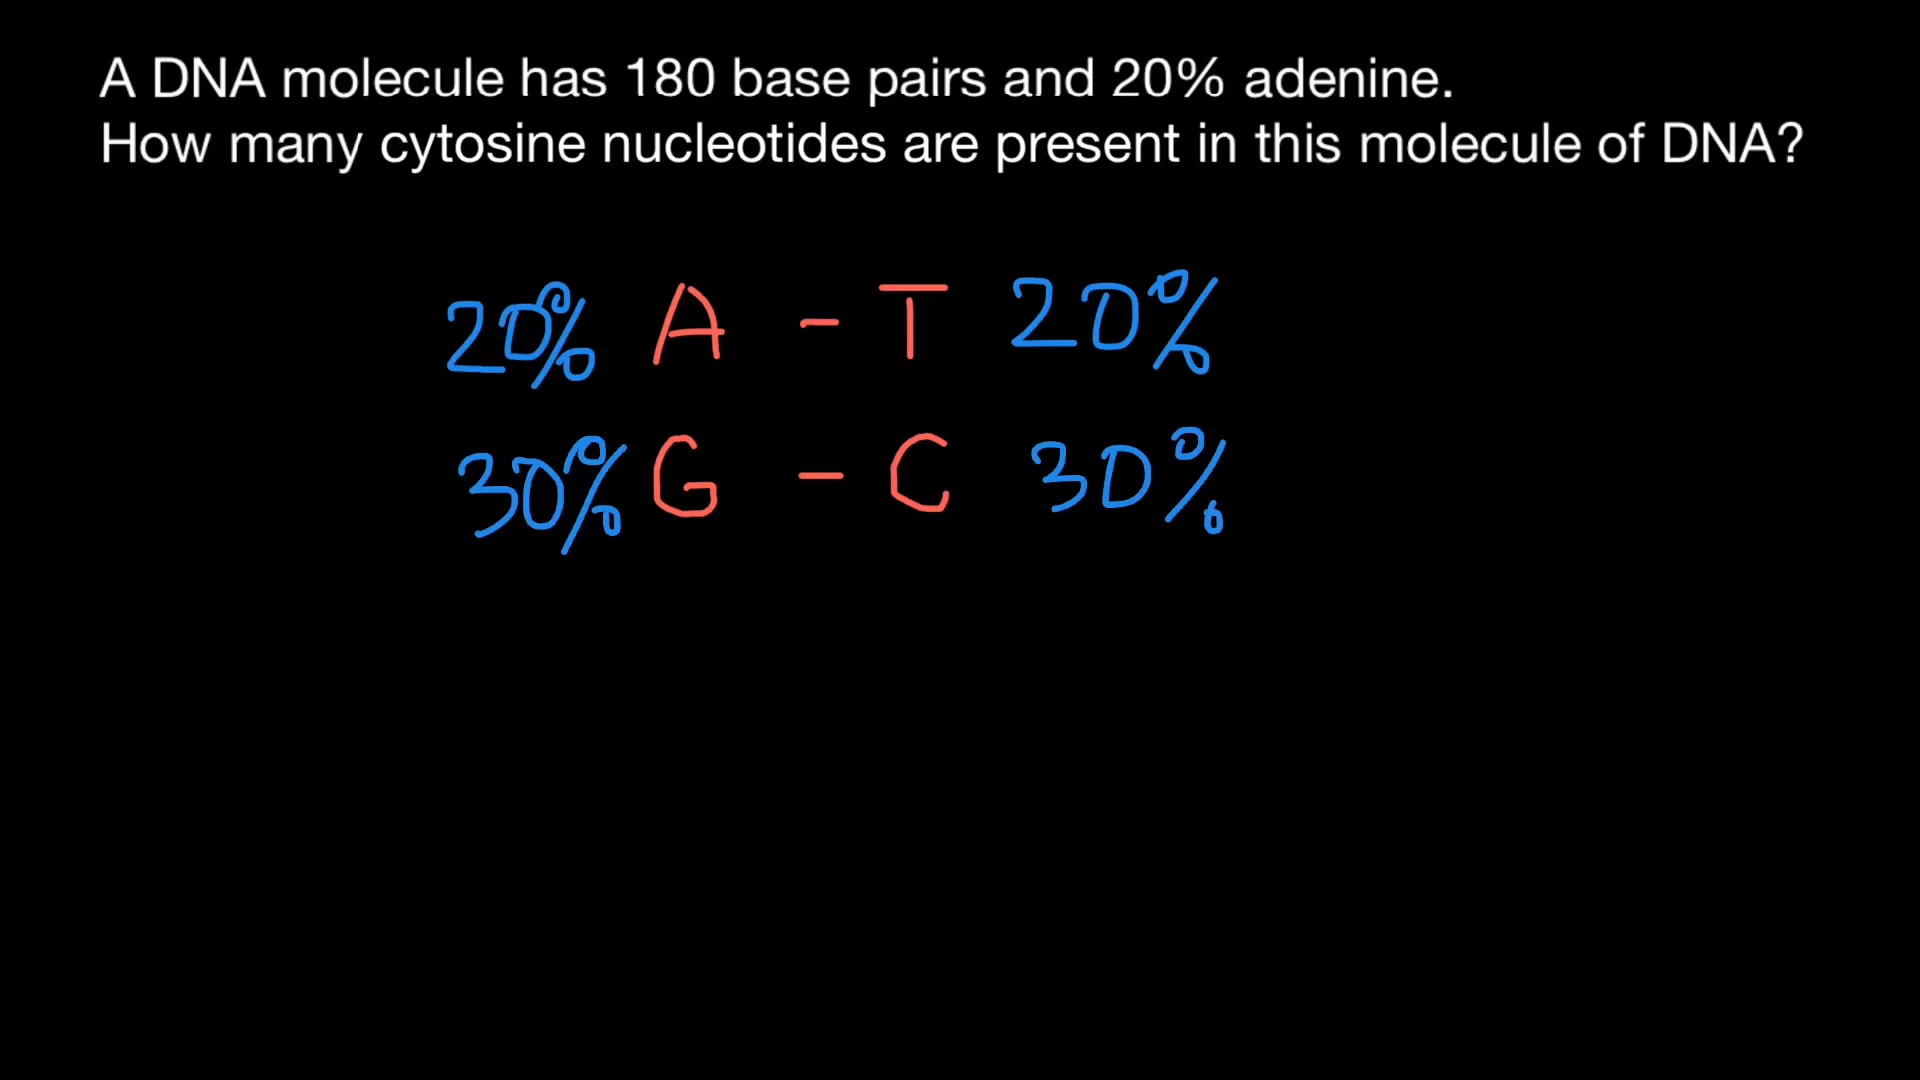 A DNA molecule has 180 base pairs and 20% adenine.
How many cytosine nucleotides are present in this molecule of DNA?
20% A - T 20%
30% G - C 30%